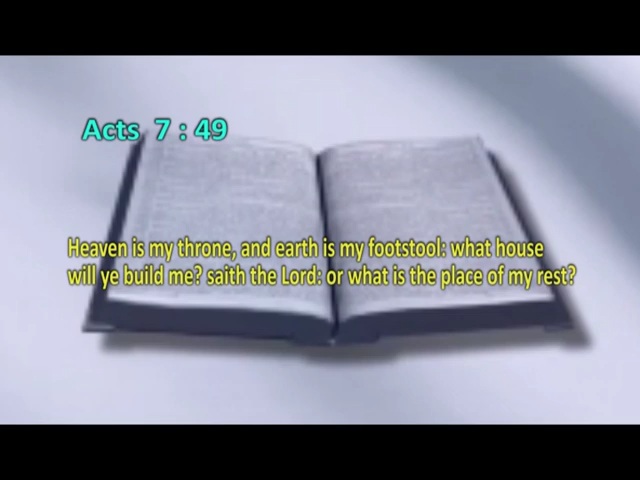 Acts 7 : 49
Heaven is my throne, and earth is my footstool: what house
will ye build me? saith the Lord: or what is the place of my rest?